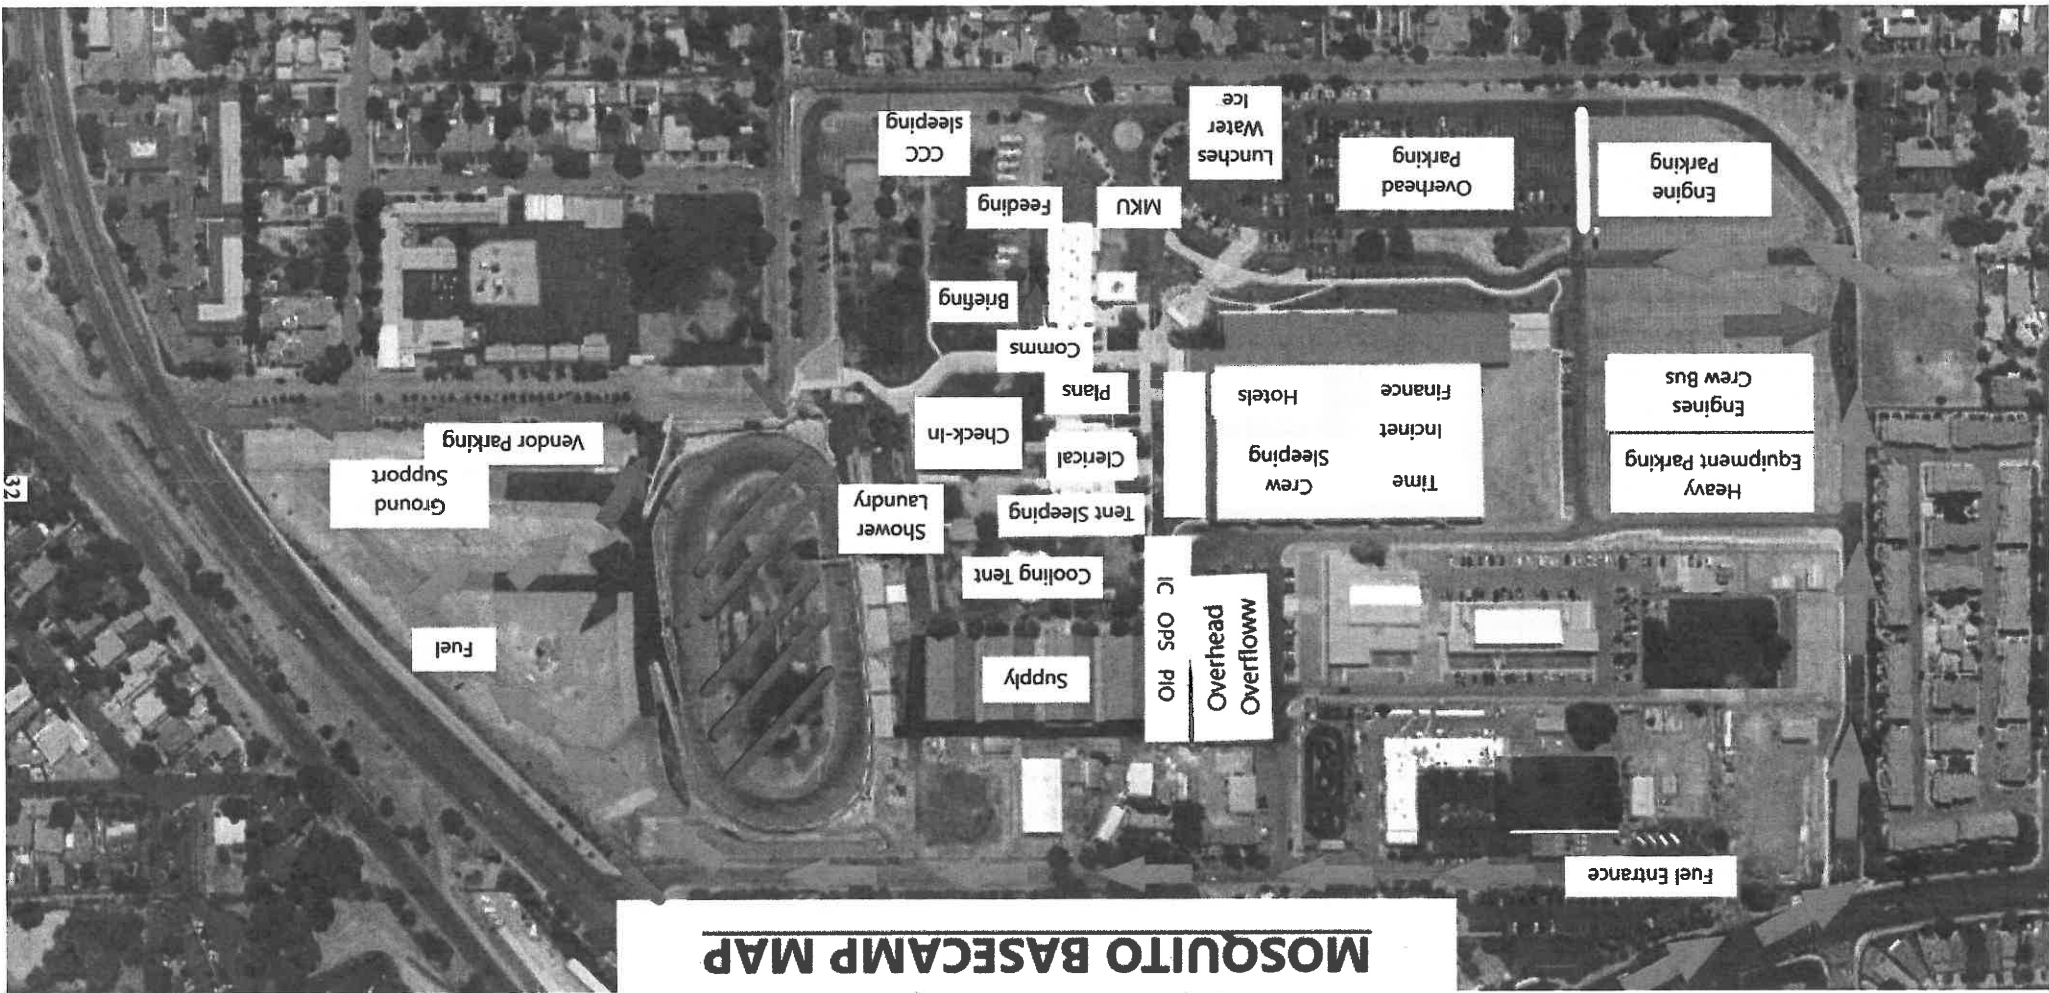 MOSQUITO BASECAMP MAP
Fuel Entrance
Supply
IC OPS PIO
Overhead
Overfloww
Fuel
Cooling Tent
Tent Sleeping
Shower
Laundry
Heavy
Equipment Parking
Engines
Crew Bus
Time
Incinet
Finance
Crew
Sleeping
Hotels
Clerical
Check-In
Plans
Comms
Ground
Support
Vendor Parking
Briefing
MKU
Feeding
Engine
Parking
Overhead
Parking
Lunches
Water
Ice
CCC
sleeping
32